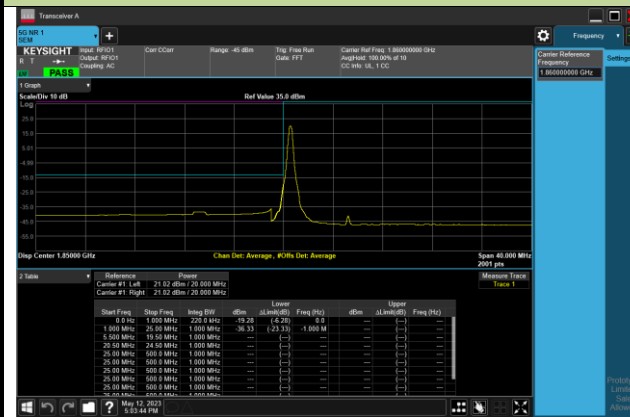 Transceiver A
5G NR 1
SEM
Frequency
KEYSIGHT
Input: RFIO1
Output: RFIO1
Coupling: AC
Corr CCorr
Range: -45 dBm
Trig: Free Run
Gate: FFT
Carrier Ref Freq: 1.860000000 GHz
Avg|Hold: 100.00% of 10
CC Info: UL, 1 CC
R T
PASS
Carrier Reference
Frequency
1.860000000 GHz
Settings
1 Graph
Scale/Div 10 dB
Ref Value 35.0 dBm
Log
25.0
15.0
-15.0
-35.0
-45.0
-55.0
Disp Center 1.85000 GHz
Chan Det: Average, #Offs Det: Average
Span 40.000 MHz
2001 pts
2 Table
Reference Power
Carrier #1: Left 21.02 dBm / 20.000 MHz
Carrier #1: Right 21.02 dBm / 20.000 MHz
Measure Trace
Trace 1
Lower Upper
Start Freq Stop Freq Integ BW dBm ΔLimit(dB) Freq (Hz) dBm ΔLimit(dB) Freq (Hz)
0.0 Hz 1.000 MHz 220.0 kHz -19.28 (-6.28) 0.0 --- (---) ---
1.000 MHz 25.00 MHz 1.000 MHz -36.33 (-23.33) -1.000 M --- (---) ---
5.500 MHz 19.50 MHz 1.000 MHz --- (---) --- --- (---) ---
20.50 MHz 24.50 MHz 1.000 MHz --- (---) --- --- (---) ---
25.00 MHz 500.0 MHz 1.000 MHz --- (---) --- --- (---) ---
25.00 MHz 500.0 MHz 1.000 MHz --- (---) --- --- (---) ---
25.00 MHz 500.0 MHz 1.000 MHz --- (---) --- --- (---) ---
25.00 MHz 500.0 MHz 1.000 MHz --- (---) --- --- (---) ---
25.00 MHz 500.0 MHz 1.000 MHz --- (---) --- --- (---) ---
May 12, 2023
5:03:44 PM